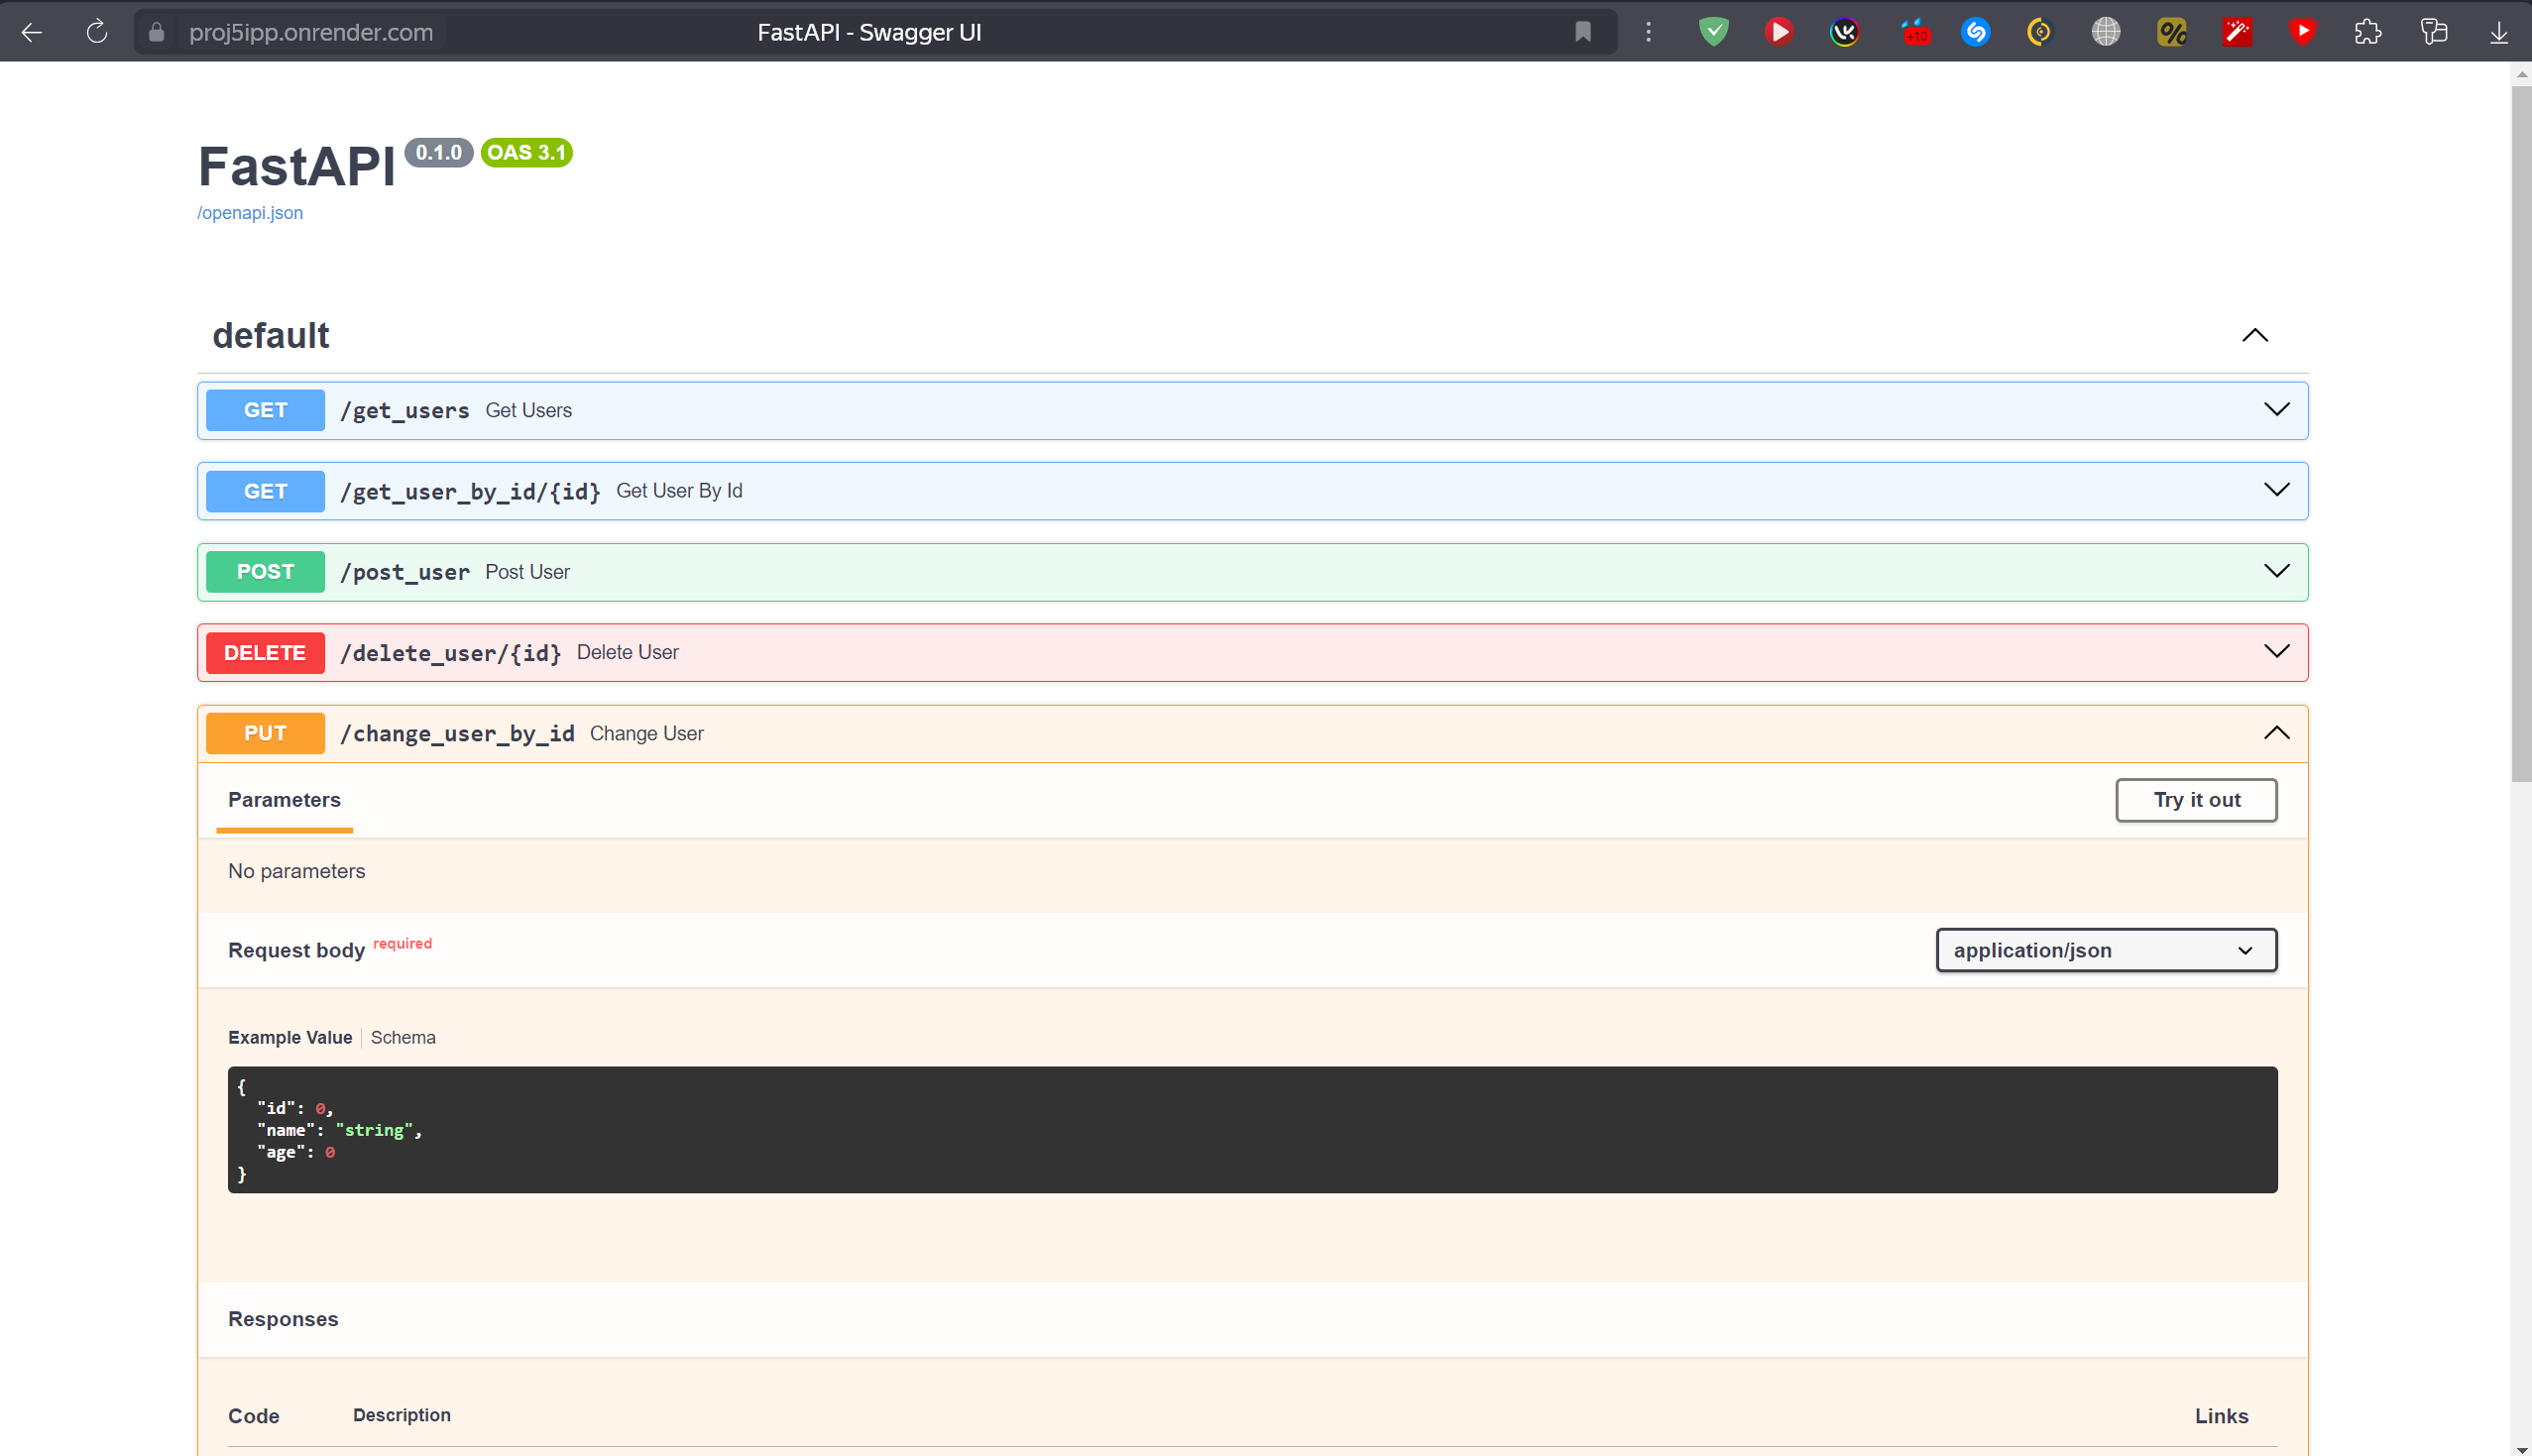 proj5ipp.onrender.com FastAPI - Swagger UI +10 %
FastAPI 0.1.0 OAS 3.1
/openapi.json
default
GET /get_users Get Users
GET /get_user_by_id/{id} Get User By Id
POST /post_user Post User
DELETE /delete_user/{id} Delete User
PUT /change_user_by_id Change User
Parameters Try it out
No parameters
Request body required application/json
Example Value Schema
{
"id": 0,
"name": "string",
"age": 0
}
Responses
Code Description Links